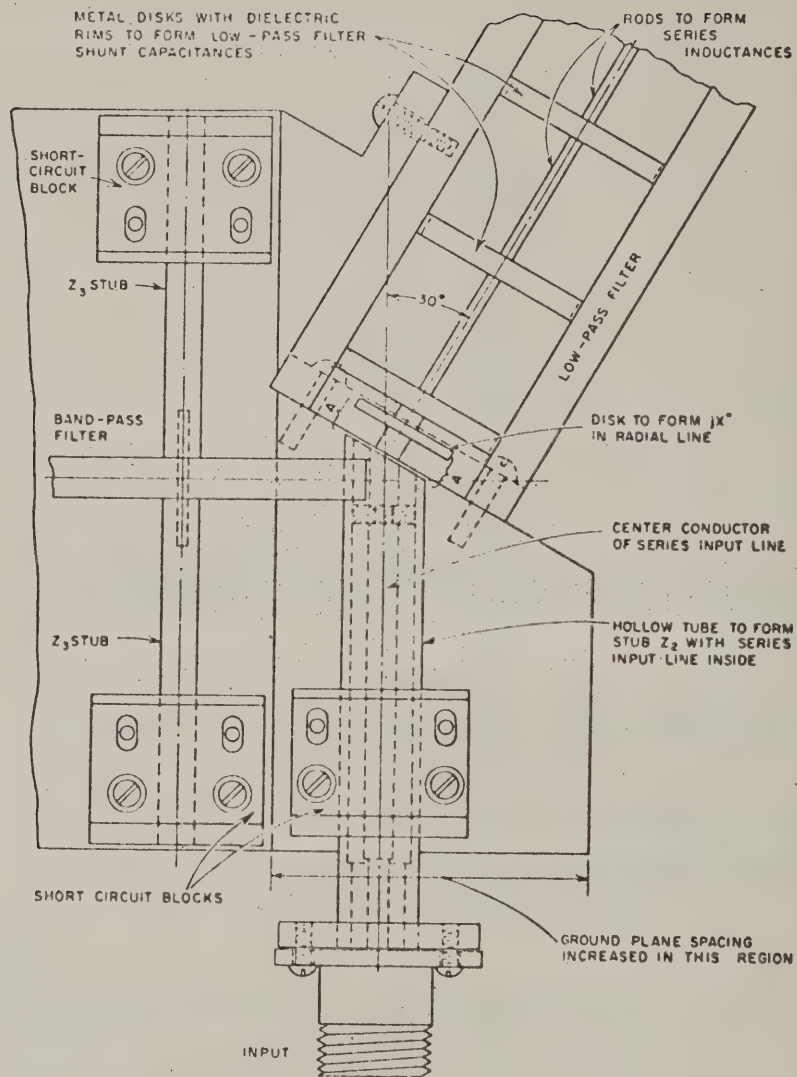 METAL DISKS WITH DIELECTRIC
RIMS TO FORM LOW-PASS FILTER
SHUNT CAPACITANCES
RODS TO FORM
SERIES
INDUCTANCES
SHORT-
CIRCUIT
BLOCK
Z3 STUB
30°
LOW-PASS FILTER
BAND-PASS
FILTER
A
A
DISK TO FORM jX"
IN RADIAL LINE
CENTER CONDUCTOR
OF SERIES INPUT LINE
Z3 STUB
HOLLOW TUBE TO FORM
STUB Z2 WITH SERIES
INPUT LINE INSIDE
SHORT CIRCUIT BLOCKS
GROUND PLANE SPACING
INCREASED IN THIS REGION
INPUT